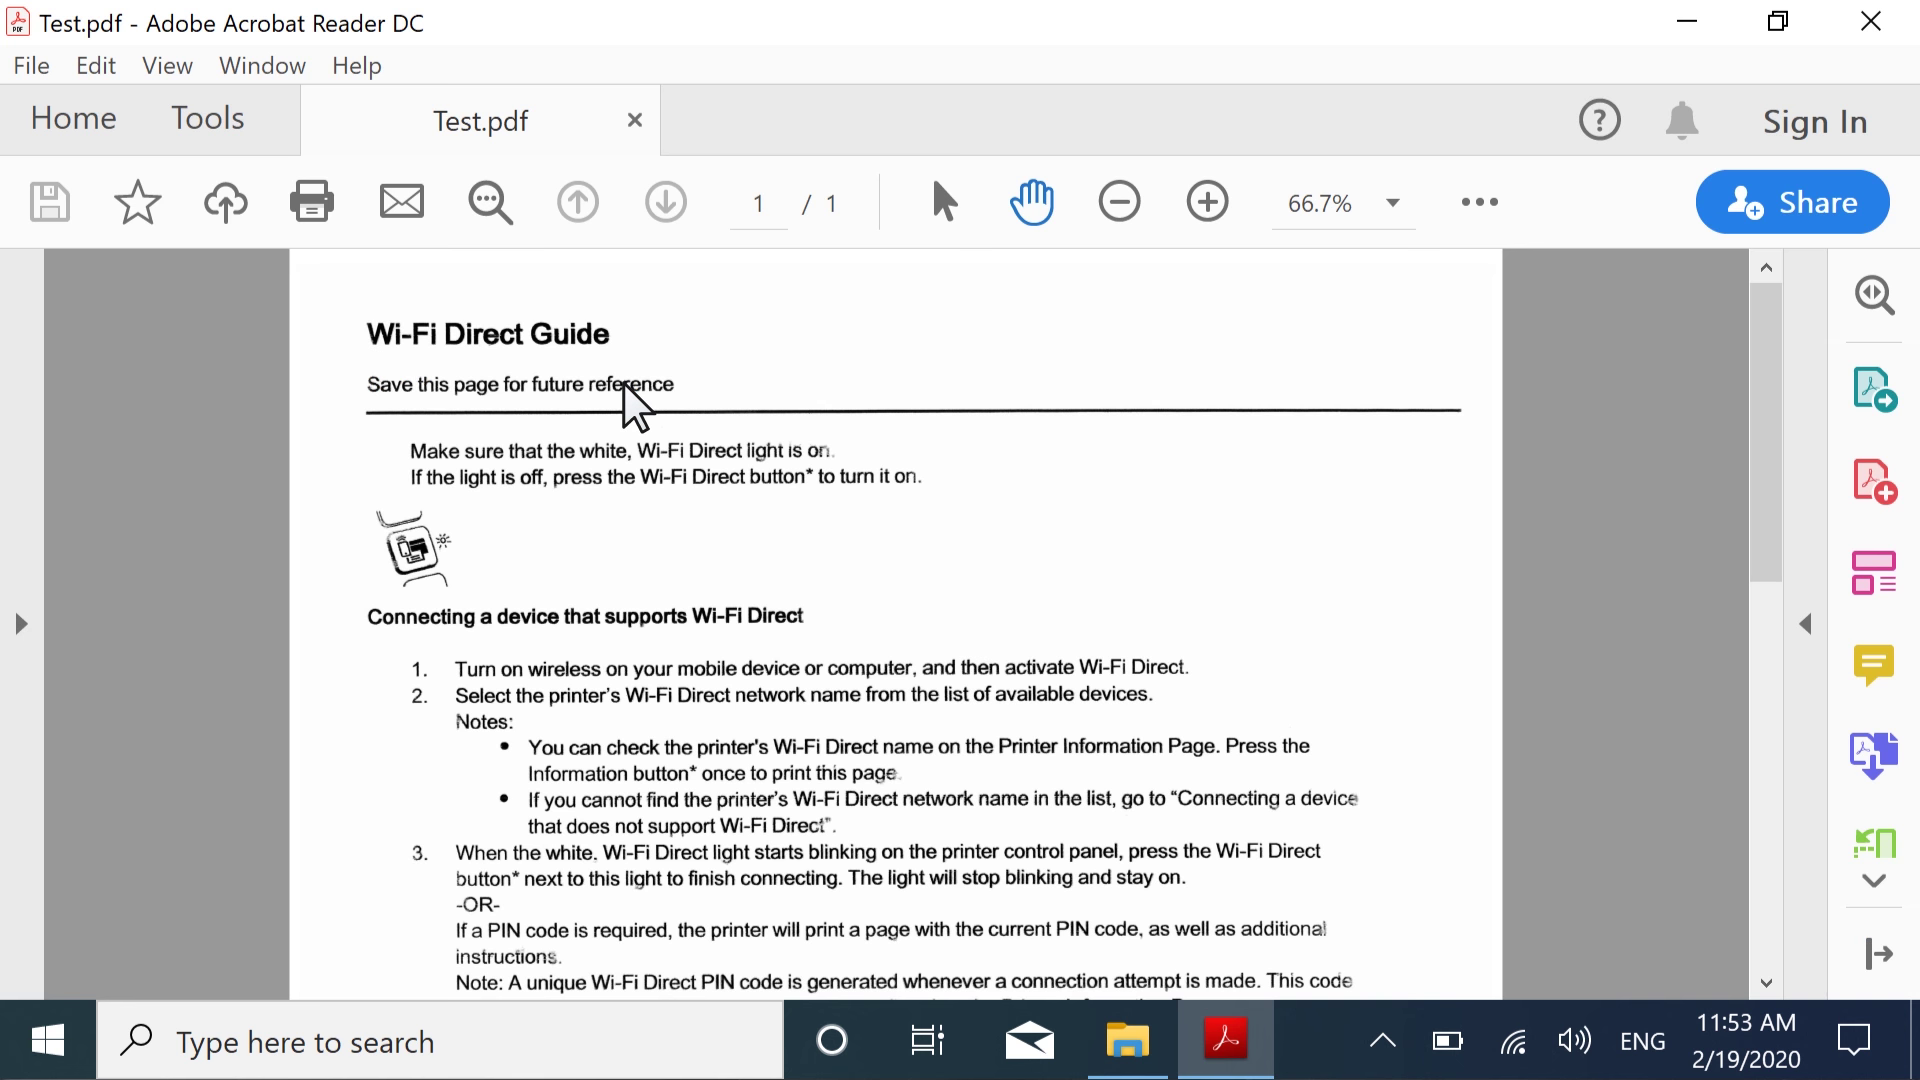 Test.pdf - Adobe Acrobat Reader DC
File Edit View Window Help
Home Tools Test.pdf × ? Sign In
1 / 1 66.7% Share
Wi-Fi Direct Guide
Save this page for future reference
Make sure that the white, Wi-Fi Direct light is on.
If the light is off, press the Wi-Fi Direct button* to turn it on.
Connecting a device that supports Wi-Fi Direct
1. Turn on wireless on your mobile device or computer, and then activate Wi-Fi Direct.
2. Select the printer's Wi-Fi Direct network name from the list of available devices.
Notes:
• You can check the printer's Wi-Fi Direct name on the Printer Information Page. Press the
Information button* once to print this page.
• If you cannot find the printer's Wi-Fi Direct network name in the list, go to "Connecting a device
that does not support Wi-Fi Direct".
3. When the white, Wi-Fi Direct light starts blinking on the printer control panel, press the Wi-Fi Direct
button* next to this light to finish connecting. The light will stop blinking and stay on.
-OR-
If a PIN code is required, the printer will print a page with the current PIN code, as well as additional
instructions.
Note: A unique Wi-Fi Direct PIN code is generated whenever a connection attempt is made. This code
Type here to search
ENG
11:53 AM
2/19/2020